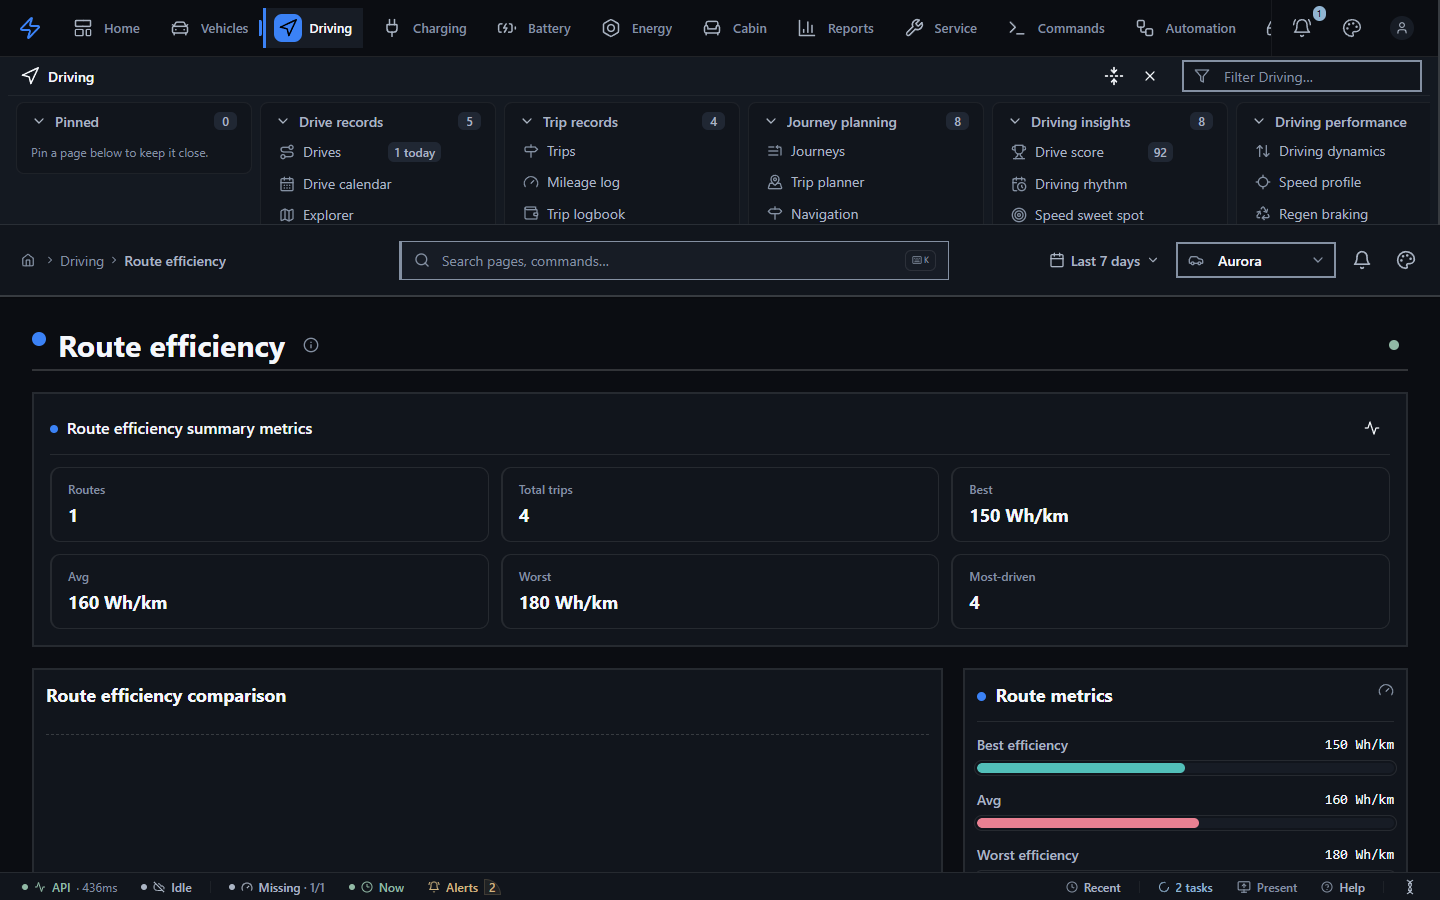 Home Vehicles Driving Charging Battery Energy Cabin Reports Service Commands Automation 1
Driving Filter Driving...
Pinned 0
Pin a page below to keep it close.
Drive records 5
Drives 1 today
Drive calendar
Explorer
Trip records 4
Trips
Mileage log
Trip logbook
Journey planning 8
Journeys
Trip planner
Navigation
Driving insights 8
Drive score 92
Driving rhythm
Speed sweet spot
Driving performance
Driving dynamics
Speed profile
Regen braking
Driving Route efficiency Search pages, commands... K Last 7 days Aurora
Route efficiency
Route efficiency summary metrics
Routes
1
Total trips
4
Best
150 Wh/km
Avg
160 Wh/km
Worst
180 Wh/km
Most-driven
4
Route efficiency comparison
Route metrics
Best efficiency 150 Wh/km
Avg 160 Wh/km
Worst efficiency 180 Wh/km
API · 436ms Idle Missing · 1/1 Now Alerts 2 Recent 2 tasks Present Help